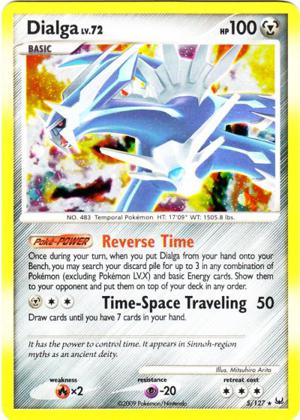 Dialga LV.72
HP 100
BASIC
NO. 483 Temporal Pokémon HT: 17'09" WT: 1505.8 lbs.
Poké-POWER Reverse Time
Once during your turn, when you put Dialga from your hand onto your
Bench, you may search your discard pile for up to 3 in any combination of
Pokémon (excluding Pokémon LV.X) and basic Energy cards. Show them to
your opponent and put them on top of your deck in any order.
Time-Space Traveling 50
Draw cards until you have 7 cards in your hand.
It has the power to control time. It appears in Sinnoh-region
myths as an ancient deity.
Illus. Mitsuhiro Arita
weakness resistance retreat cost
×2 -20
©2009 Pokémon/Nintendo 5/127 ★